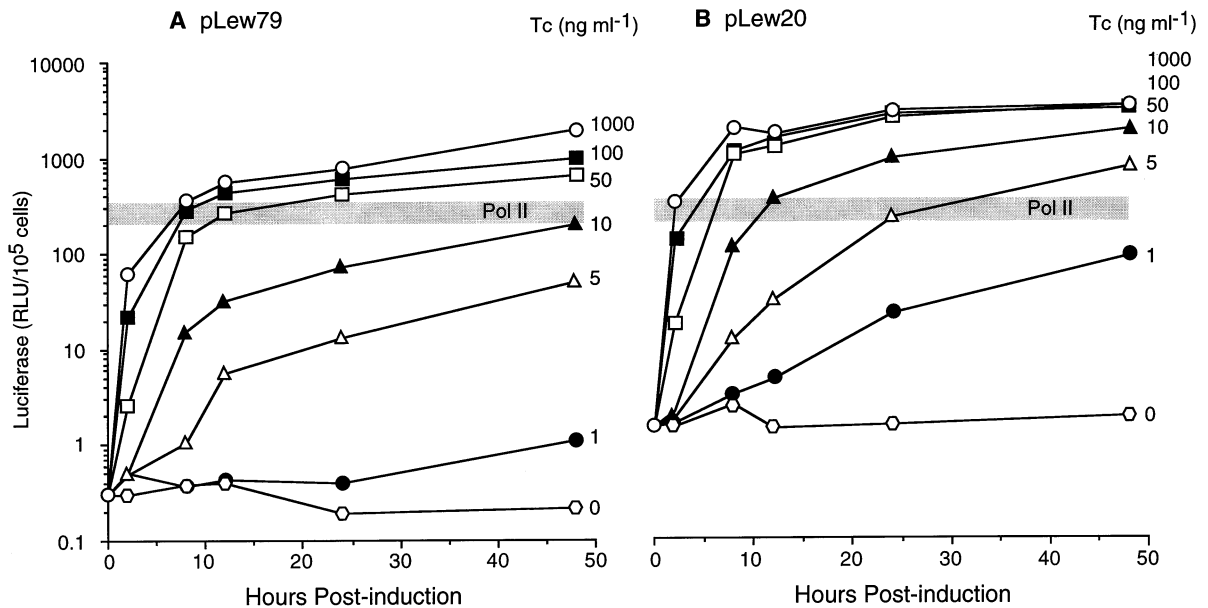 A pLew79
Tc (ng ml-1)
10000
1000
100
10
1
0.1
Luciferase (RLU/10^5 cells)
Pol II
1000
100
50
10
5
1
0
0 10 20 30 40 50
Hours Post-induction
B pLew20
Tc (ng ml-1)
Pol II
1000
100
50
10
5
1
0
0 10 20 30 40 50
Hours Post-induction